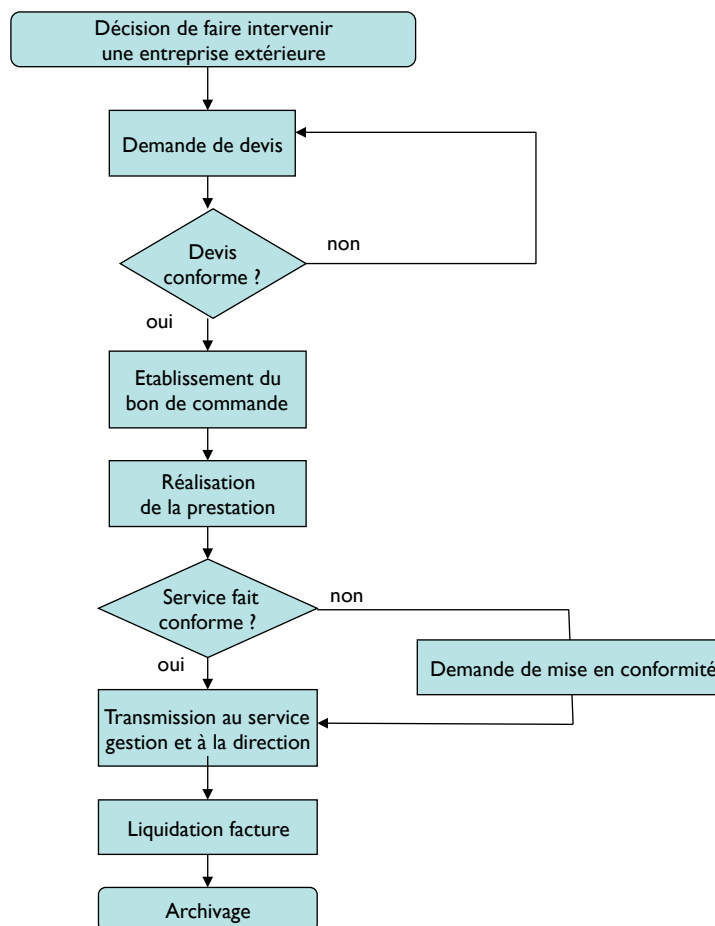 Décision de faire intervenir
une entreprise extérieure
Demande de devis
Devis
conforme ?
non
oui
Etablissement du
bon de commande
Réalisation
de la prestation
Service fait
conforme ?
non
oui
Demande de mise en conformité
Transmission au service
gestion et à la direction
Liquidation facture
Archivage